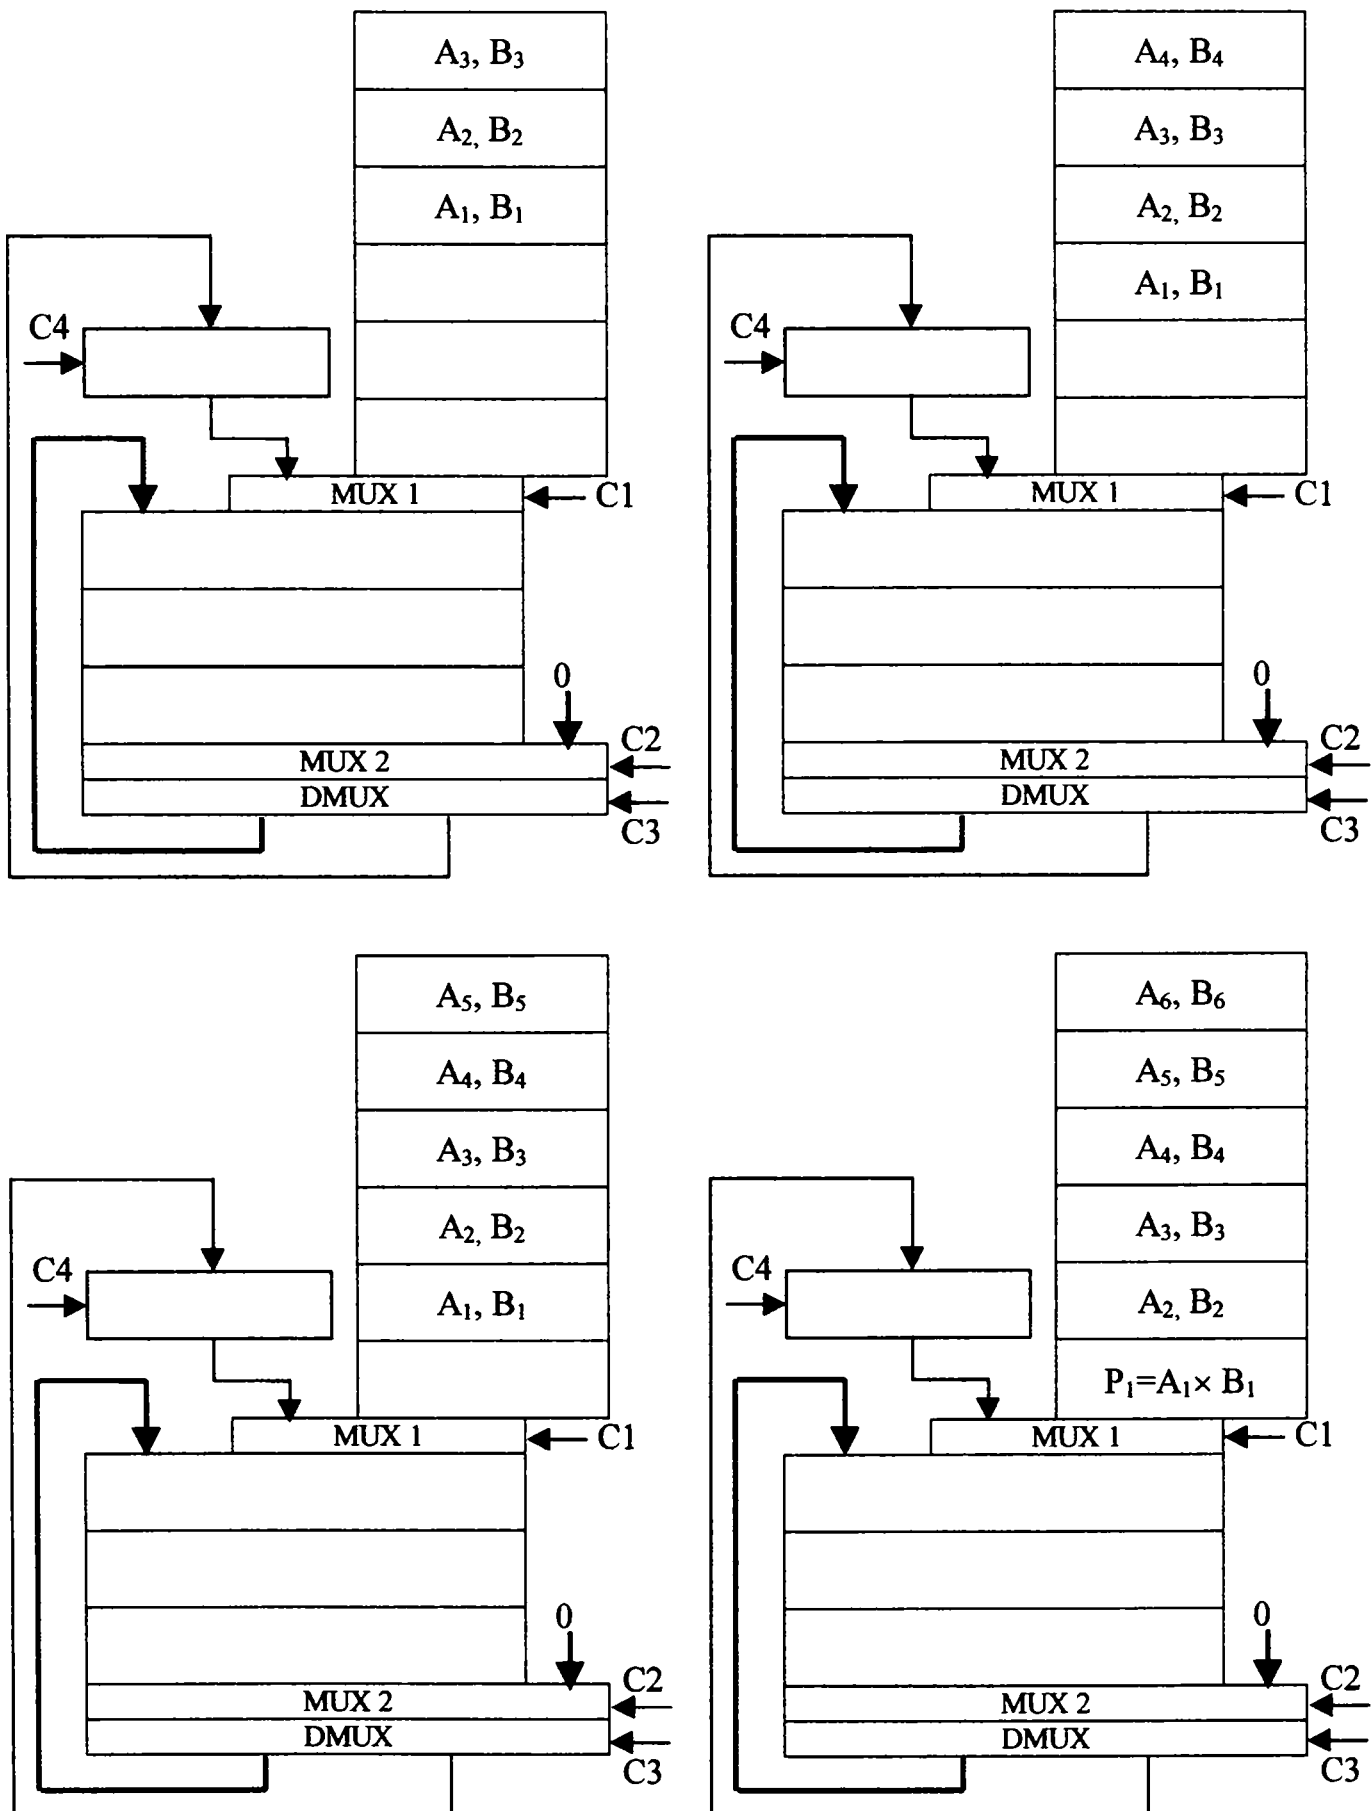 A₃, B₃
A₂, B₂
A₁, B₁
C4
MUX 1
C1
0
C2
MUX 2
DMUX
C3
A₄, B₄
A₃, B₃
A₂, B₂
A₁, B₁
C4
MUX 1
C1
0
C2
MUX 2
DMUX
C3
A₅, B₅
A₄, B₄
A₃, B₃
A₂, B₂
C4
A₁, B₁
MUX 1
C1
0
C2
MUX 2
DMUX
C3
A₆, B₆
A₅, B₅
A₄, B₄
A₃, B₃
C4
A₂, B₂
P₁=A₁× B₁
MUX 1
C1
0
C2
MUX 2
DMUX
C3